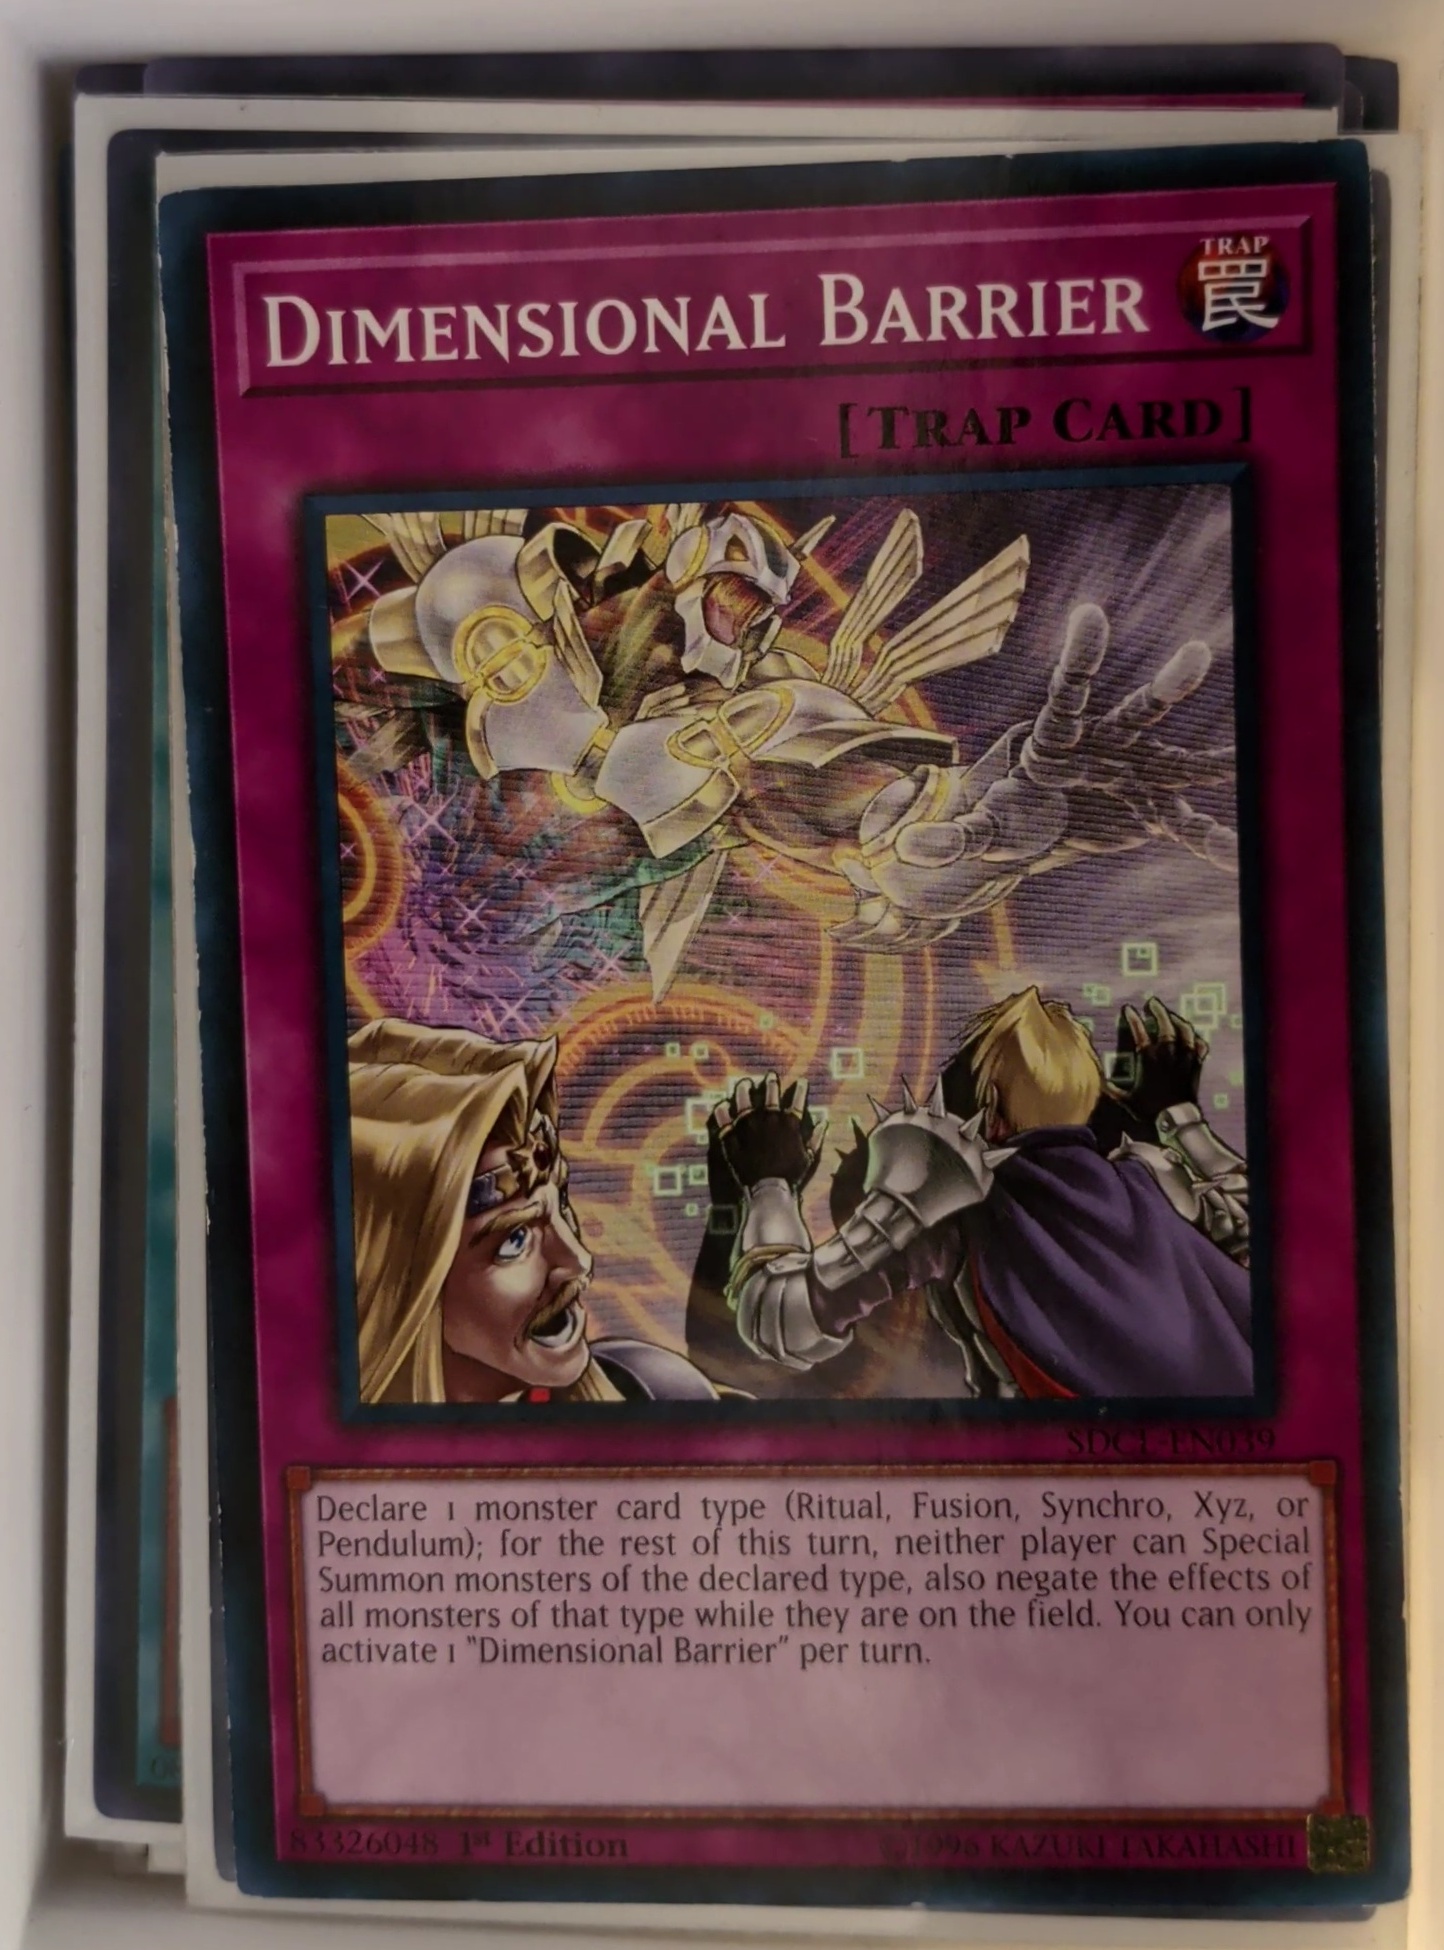 DIMENSIONAL BARRIER
TRAP
罠
[TRAP CARD]
SDCL-EN039
Declare 1 monster card type (Ritual, Fusion, Synchro, Xyz, or
Pendulum); for the rest of this turn, neither player can Special
Summon monsters of the declared type, also negate the effects of
all monsters of that type while they are on the field. You can only
activate 1 "Dimensional Barrier" per turn.
83326048 1st Edition
©1996 KAZUKI TAKAHASHI